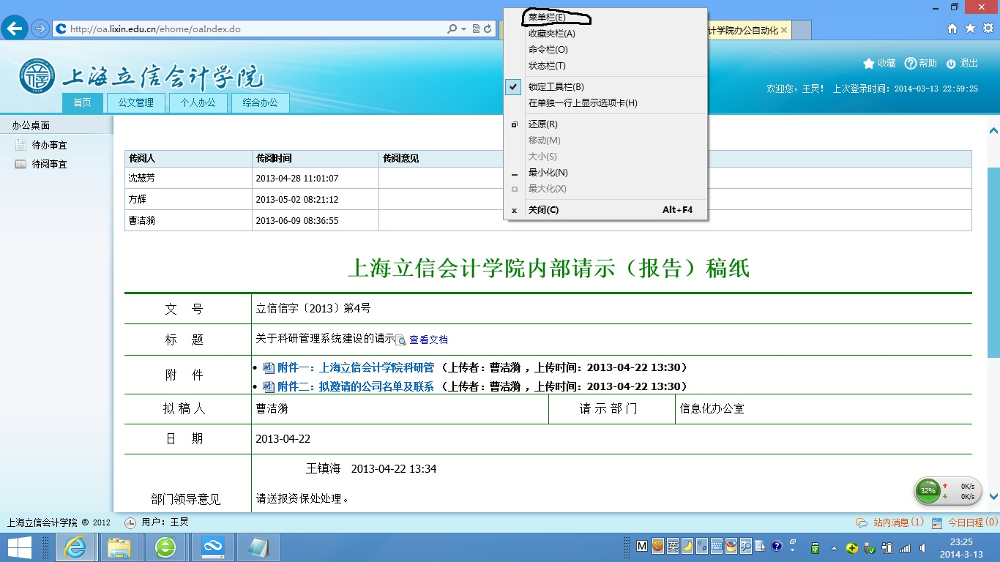 菜单栏(E)
http://oa.lixin.edu.cn/ehome/oaIndex.do
收藏夹栏(A)
计学院办公自动化
命令栏(O)
状态栏(T)
锁定工具栏(B)
在单独一行上显示选项卡(H)
还原(R)
移动(M)
大小(S)
最小化(N)
最大化(X)
关闭(C) Alt+F4
上海立信会计学院
收藏 帮助 退出
欢迎您，王炅！ 上次登录时间：2014-03-13 22:59:25
首页 公文管理 个人办公 综合办公
办公桌面
待办事宜
待阅事宜
传阅人 传阅时间 传阅意见
沈慧芳 2013-04-28 11:01:07
方辉 2013-05-02 08:21:12
曹洁漪 2013-06-09 08:36:55
上海立信会计学院内部请示（报告）稿纸
文 号 立信信字〔2013〕第4号
标 题 关于科研管理系统建设的请示 查看文档
附 件
附件一：上海立信会计学院科研管 （上传者：曹洁漪 ，上传时间：2013-04-22 13:30）
附件二：拟邀请的公司名单及联系 （上传者：曹洁漪 ，上传时间：2013-04-22 13:30）
拟 稿 人 曹洁漪 请 示 部 门 信息化办公室
日 期 2013-04-22
王镇海 2013-04-22 13:34
部门领导意见 请送报资保处处理。
32% 0K/s
0K/s
上海立信会计学院 ® 2012 用户：王炅 站内消息(1) 今日日程(0)
M 英
23:25
2014-3-13